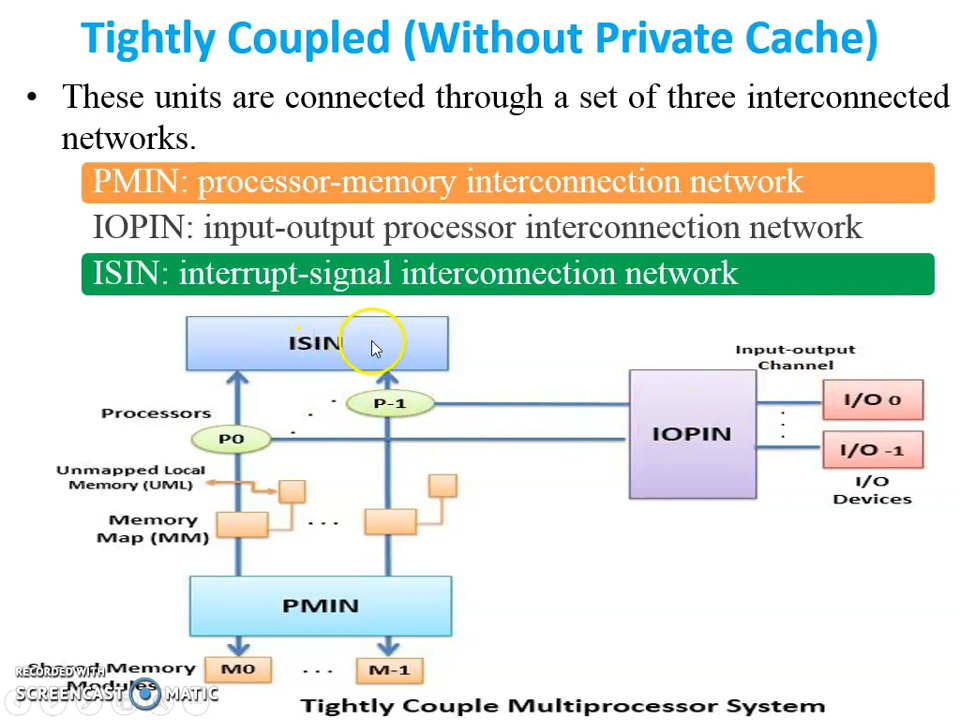 Tightly Coupled (Without Private Cache)
• These units are connected through a set of three interconnected
networks.
PMIN: processor-memory interconnection network
IOPIN: input-output processor interconnection network
ISIN: interrupt-signal interconnection network
ISIN
Input-output
Channel
Processors
P-1
I/O 0
P0
IOPIN
I/O -1
Unmapped Local
Memory (UML)
I/O
Devices
Memory
Map (MM)
. . .
PMIN
Shared Memory
Modules
M0
. . .
M-1
RECORDED WITH
SCREENCAST MATIC
Tightly Couple Multiprocessor System